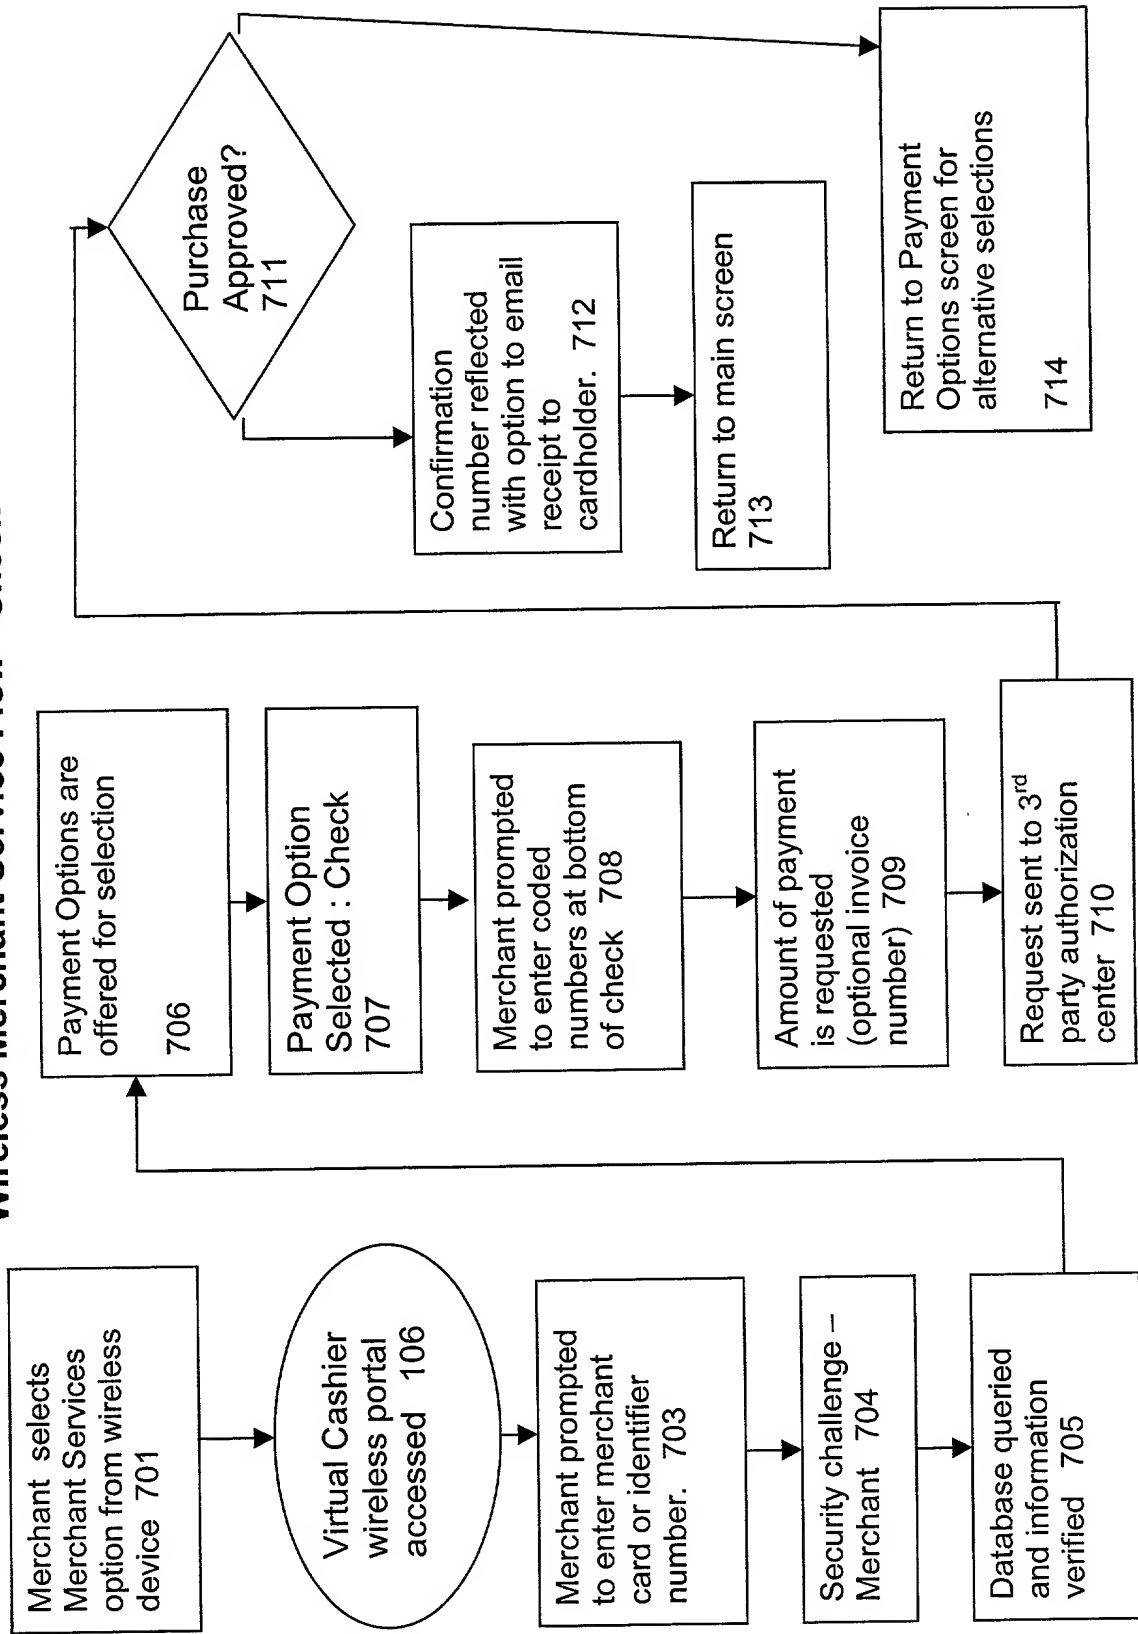 Wireless Merchant Service
Merchant selects
Merchant Services
option from wireless
device 701
Virtual Cashier
wireless portal
accessed 106
Merchant prompted
to enter merchant
card or identifier
number. 703
Security challenge –
Merchant 704
Database queried
and information
verified 705
Payment Options are
offered for selection
706
Payment Option
Selected : Check
707
Merchant prompted
to enter coded
numbers at bottom
of check 708
Amount of payment
is requested
(optional invoice
number) 709
Request sent to 3rd
party authorization
center 710
Purchase
Approved?
711
Confirmation
number reflected
with option to email
receipt to
cardholder. 712
Return to main screen
713
Return to Payment
Options screen for
alternative selections
714